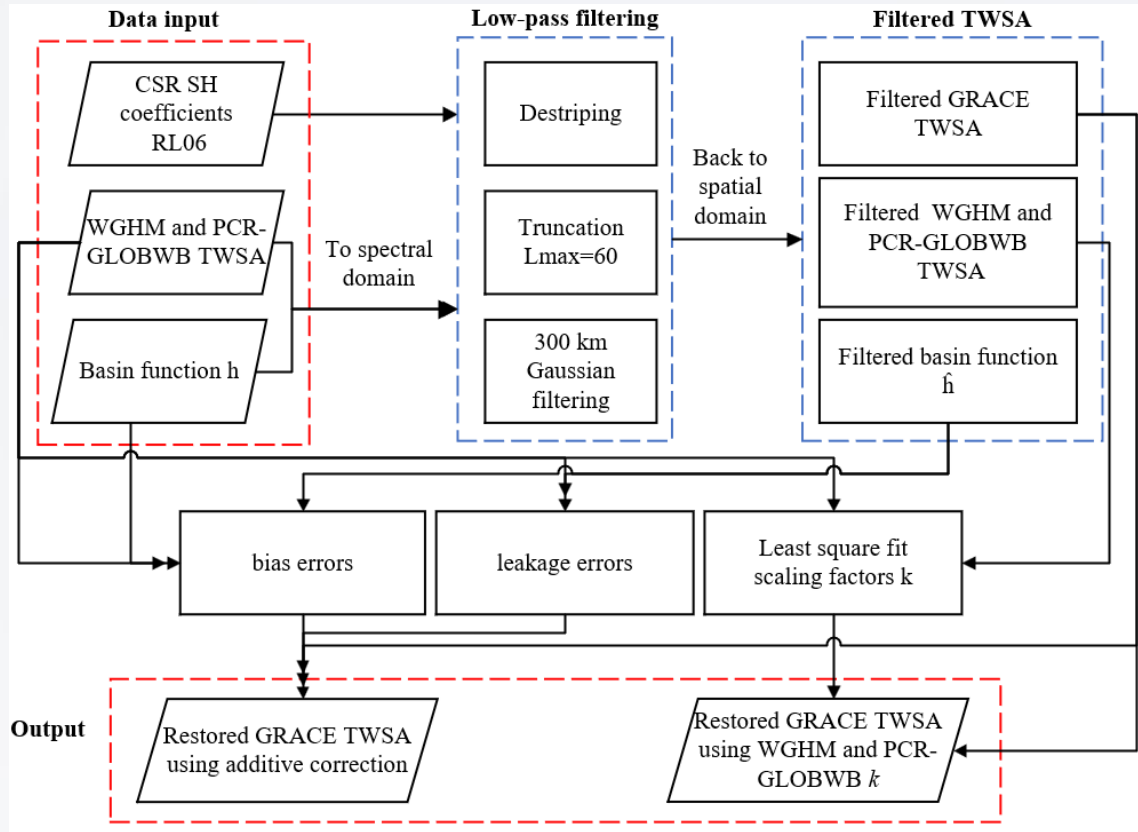 Data input
Low-pass filtering
Filtered TWSA
CSR SH
coefficients
RL06
WGHM and PCR-
GLOBWB TWSA
Basin function h
To spectral
domain
Destriping
Truncation
Lmax=60
300 km
Gaussian
filtering
Back to
spatial
domain
Filtered GRACE
TWSA
Filtered WGHM and
PCR-GLOBWB
TWSA
Filtered basin function
ĥ
bias errors
leakage errors
Least square fit
scaling factors k
Output
Restored GRACE TWSA
using additive correction
Restored GRACE TWSA
using WGHM and PCR-
GLOBWB k